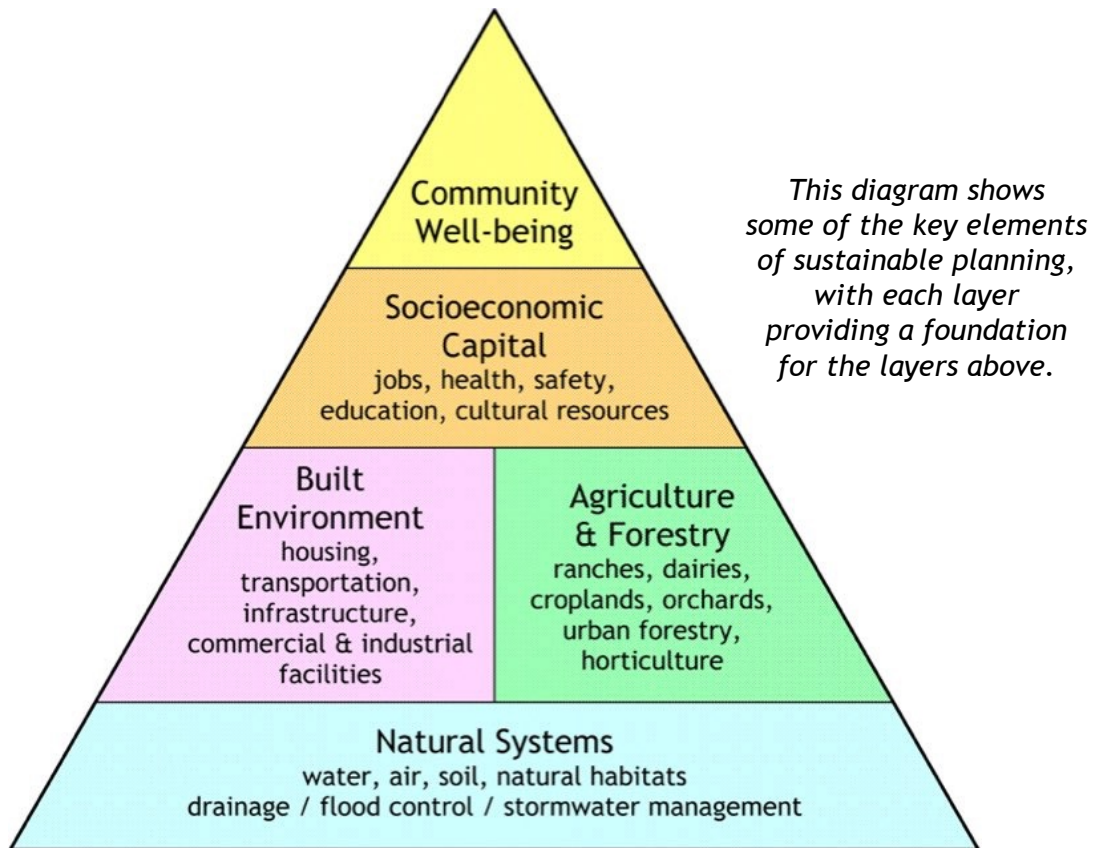 Community
Well-being
This diagram shows
some of the key elements
of sustainable planning,
with each layer
providing a foundation
for the layers above.
Socioeconomic
Capital
jobs, health, safety,
education, cultural resources
Built
Environment
housing,
transportation,
infrastructure,
commercial & industrial
facilities
Agriculture
& Forestry
ranches, dairies,
croplands, orchards,
urban forestry,
horticulture
Natural Systems
water, air, soil, natural habitats
drainage / flood control / stormwater management